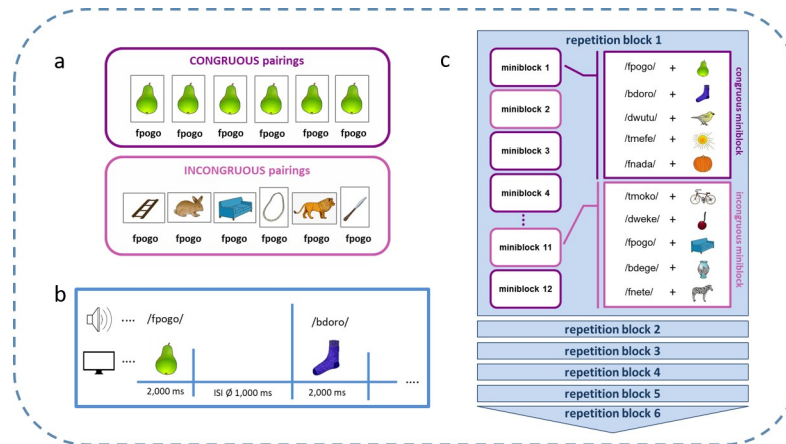 a
CONGRUOUS pairings
fpogo fpogo fpogo fpogo fpogo fpogo
INCONGRUOUS pairings
fpogo fpogo fpogo fpogo fpogo fpogo
b
.... /fpogo/ /bdoro/
....
2,000 ms ISI Ø 1,000 ms 2,000 ms ....
c
repetition block 1
miniblock 1
miniblock 2
miniblock 3
miniblock 4
miniblock 11
miniblock 12
/fpogo/ +
/bdoro/ +
/dwutu/ +
/tmefe/ +
/fnada/ +
congruous miniblock
/tmoko/ +
/dweke/ +
/fpogo/ +
/bdege/ +
/fnete/ +
incongruous miniblock
repetition block 2
repetition block 3
repetition block 4
repetition block 5
repetition block 6